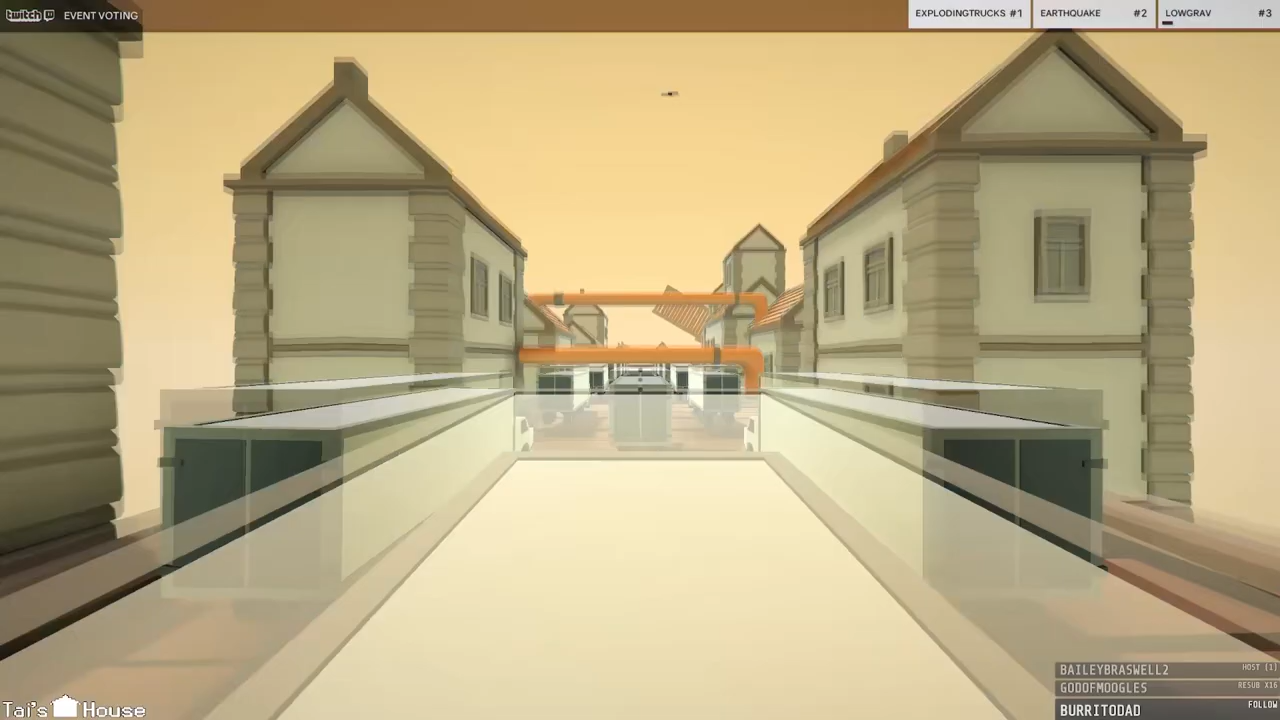 twitch EVENT VOTING
EXPLODINGTRUCKS #1
EARTHQUAKE #2
LOWGRAV #3
BAILEYBRASWELL2 HOST [1]
GODOFMOOGLES RESUB X16
BURRITODAD FOLLOW
Tai's House